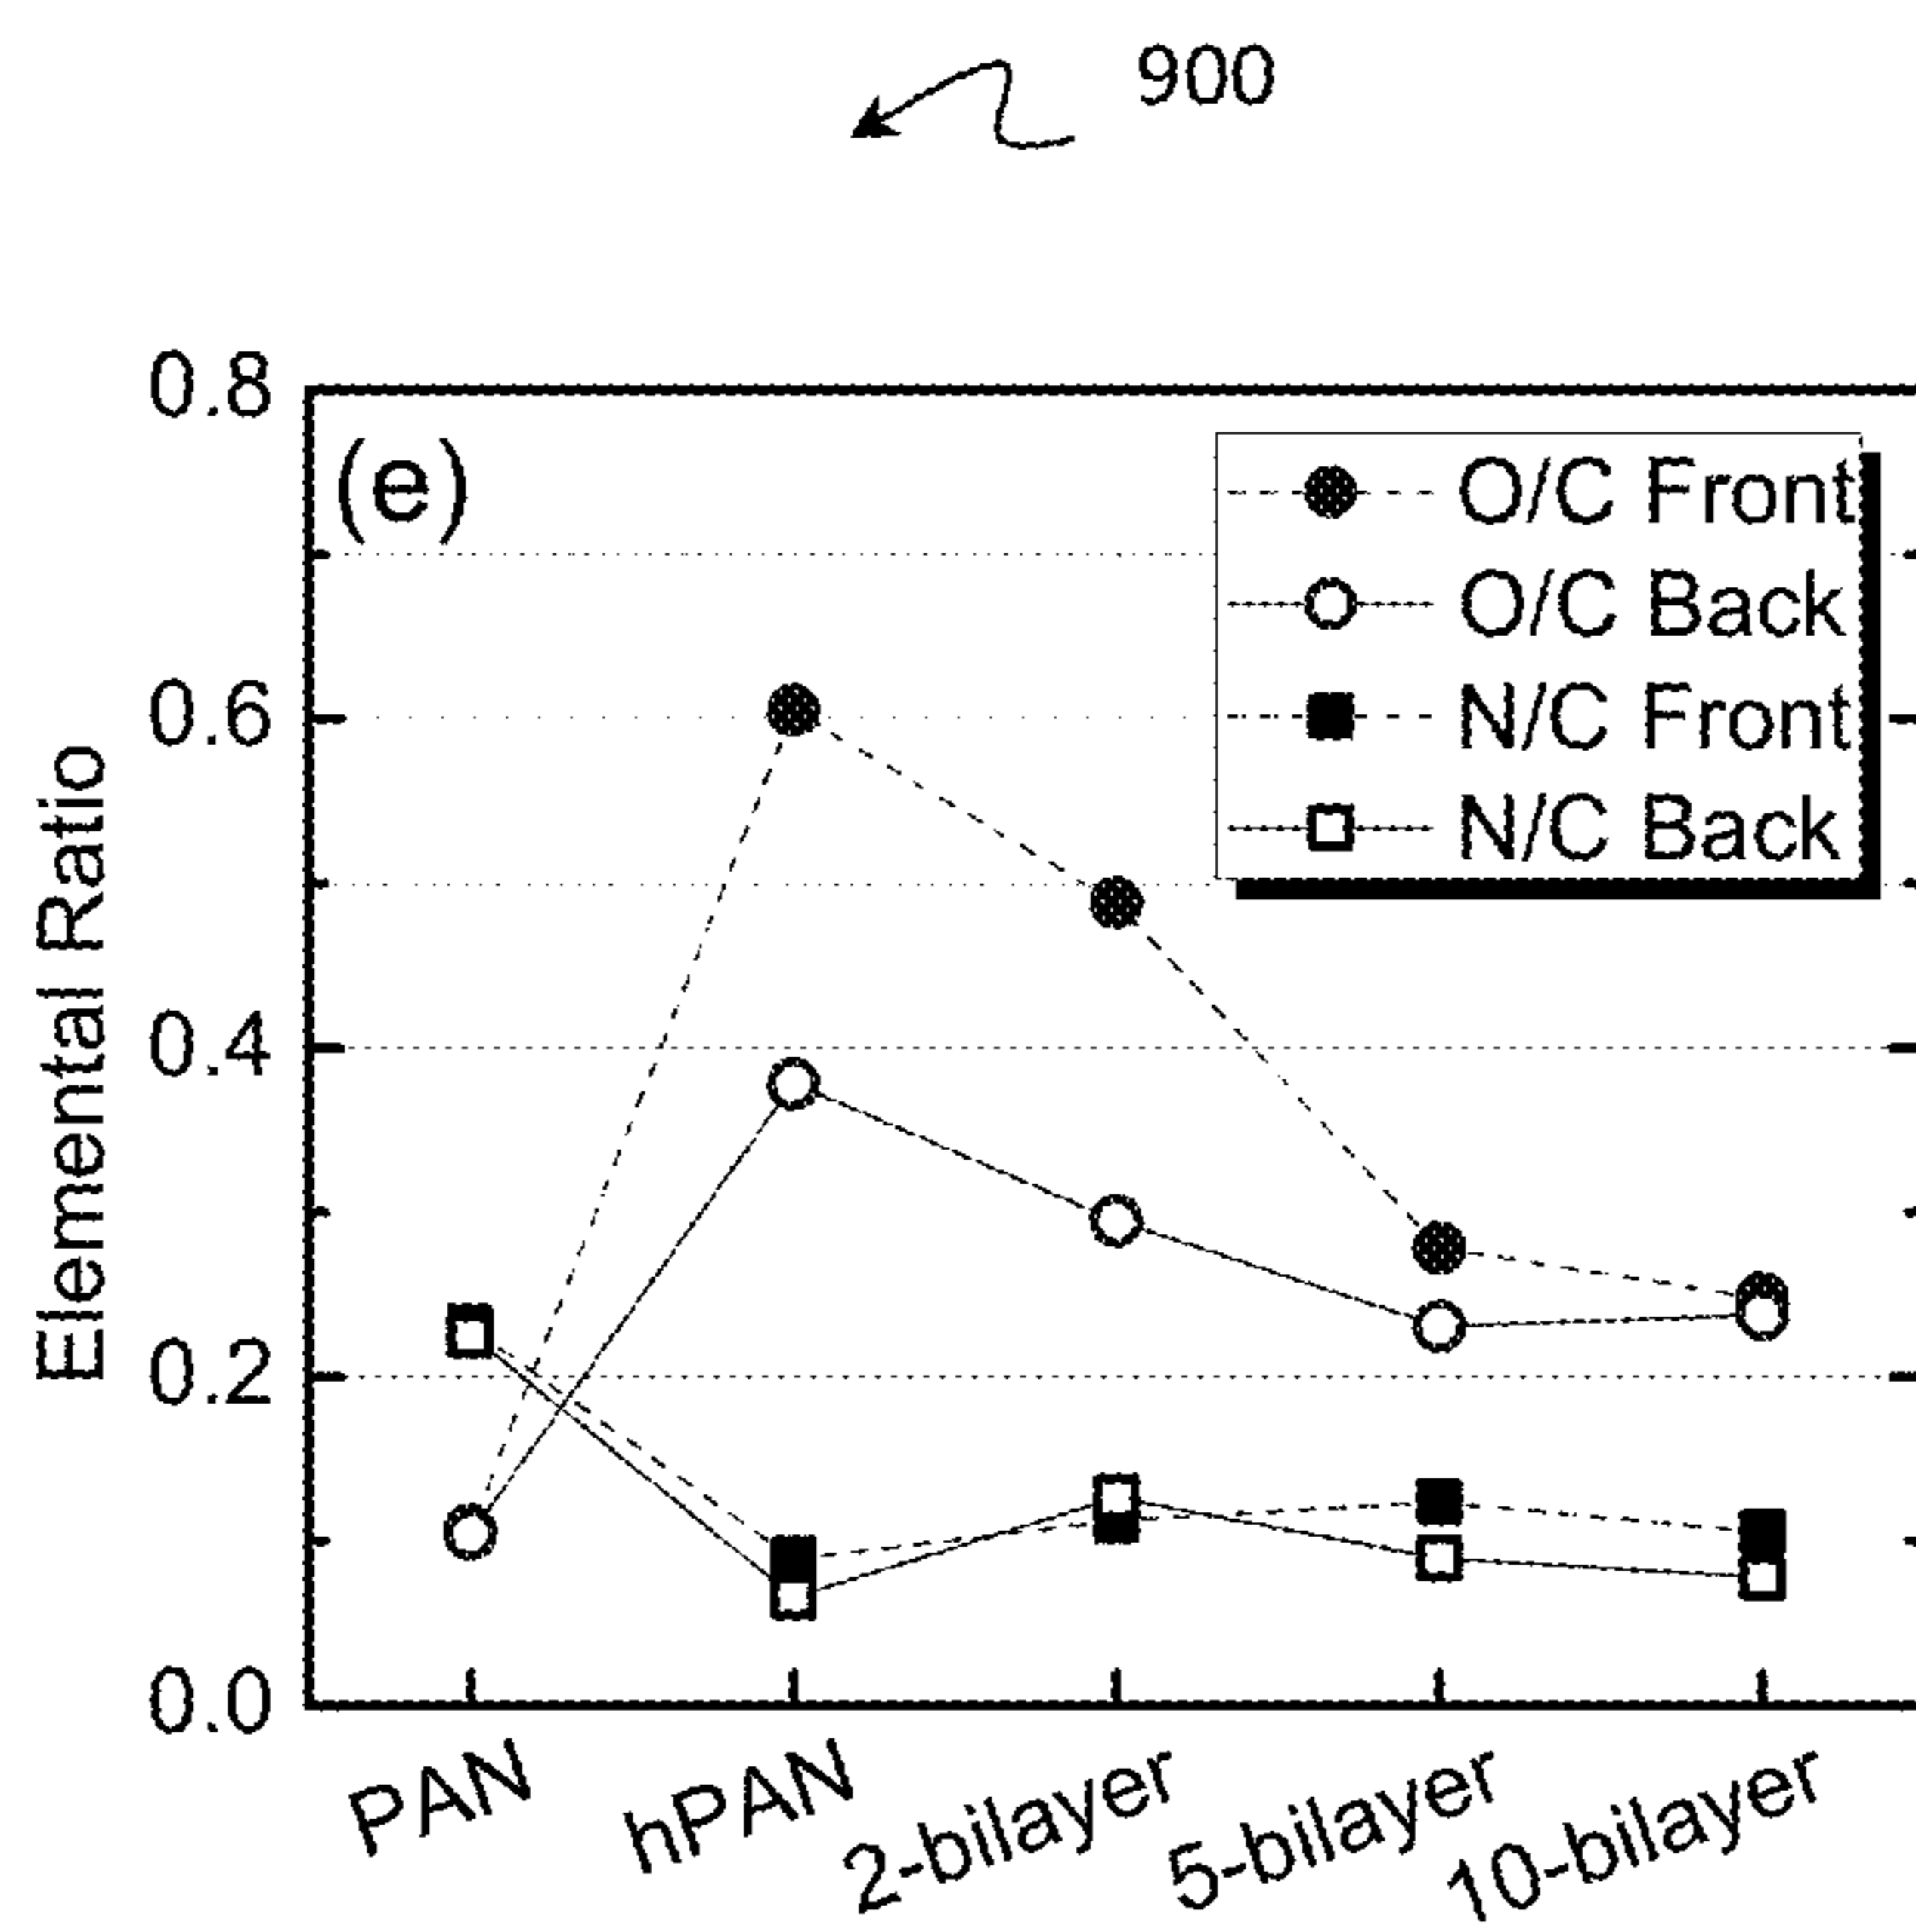 900
0.8
(e)
O/C Front
O/C Back
N/C Front
N/C Back
0.6
0.4
0.2
0.0
Elemental Ratio
PAN
hPAN
2-bilayer
5-bilayer
10-bilayer